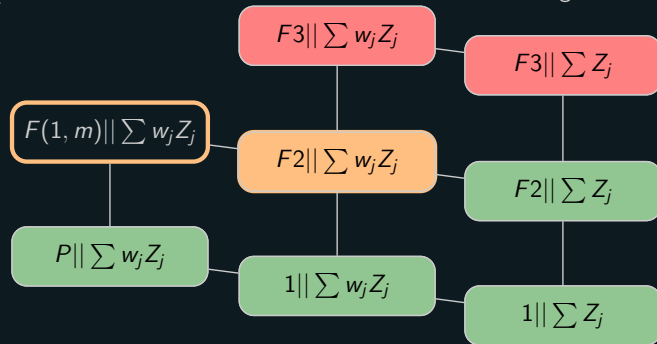 F3|| ∑ w_jZ_j
F3|| ∑ Z_j
F(1, m)|| ∑ w_jZ_j
F2|| ∑ w_jZ_j
F2|| ∑ Z_j
P|| ∑ w_jZ_j
1|| ∑ w_jZ_j
1|| ∑ Z_j